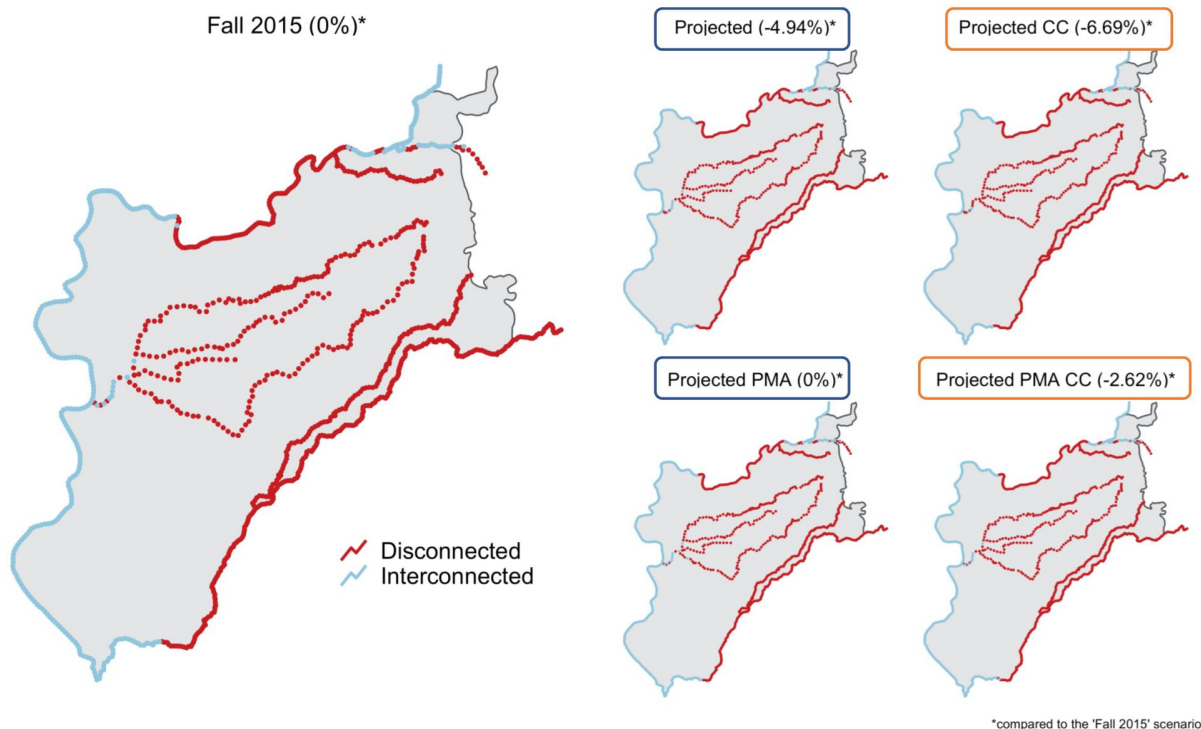 Fall 2015 (0%)*
Disconnected
Interconnected
Projected (-4.94%)*
Projected CC (-6.69%)*
Projected PMA (0%)*
Projected PMA CC (-2.62%)*
*compared to the 'Fall 2015' scenario